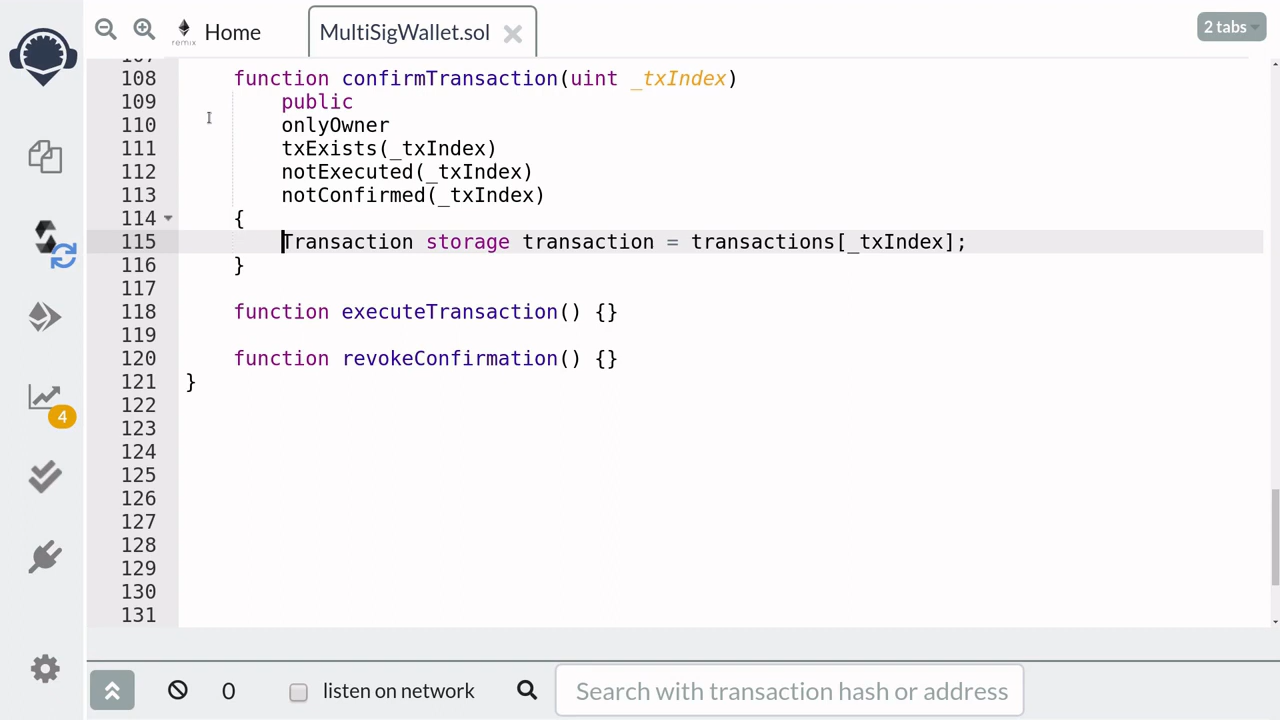 remix
Home
MultiSigWallet.sol
2 tabs
108 function confirmTransaction(uint _txIndex)
109 public
110 onlyOwner
111 txExists(_txIndex)
112 notExecuted(_txIndex)
113 notConfirmed(_txIndex)
114 {
115 Transaction storage transaction = transactions[_txIndex];
116 }
117
118 function executeTransaction() {}
119
120 function revokeConfirmation() {}
121 }
122
123
124
125
126
127
128
129
130
131
4
0
listen on network
Search with transaction hash or address